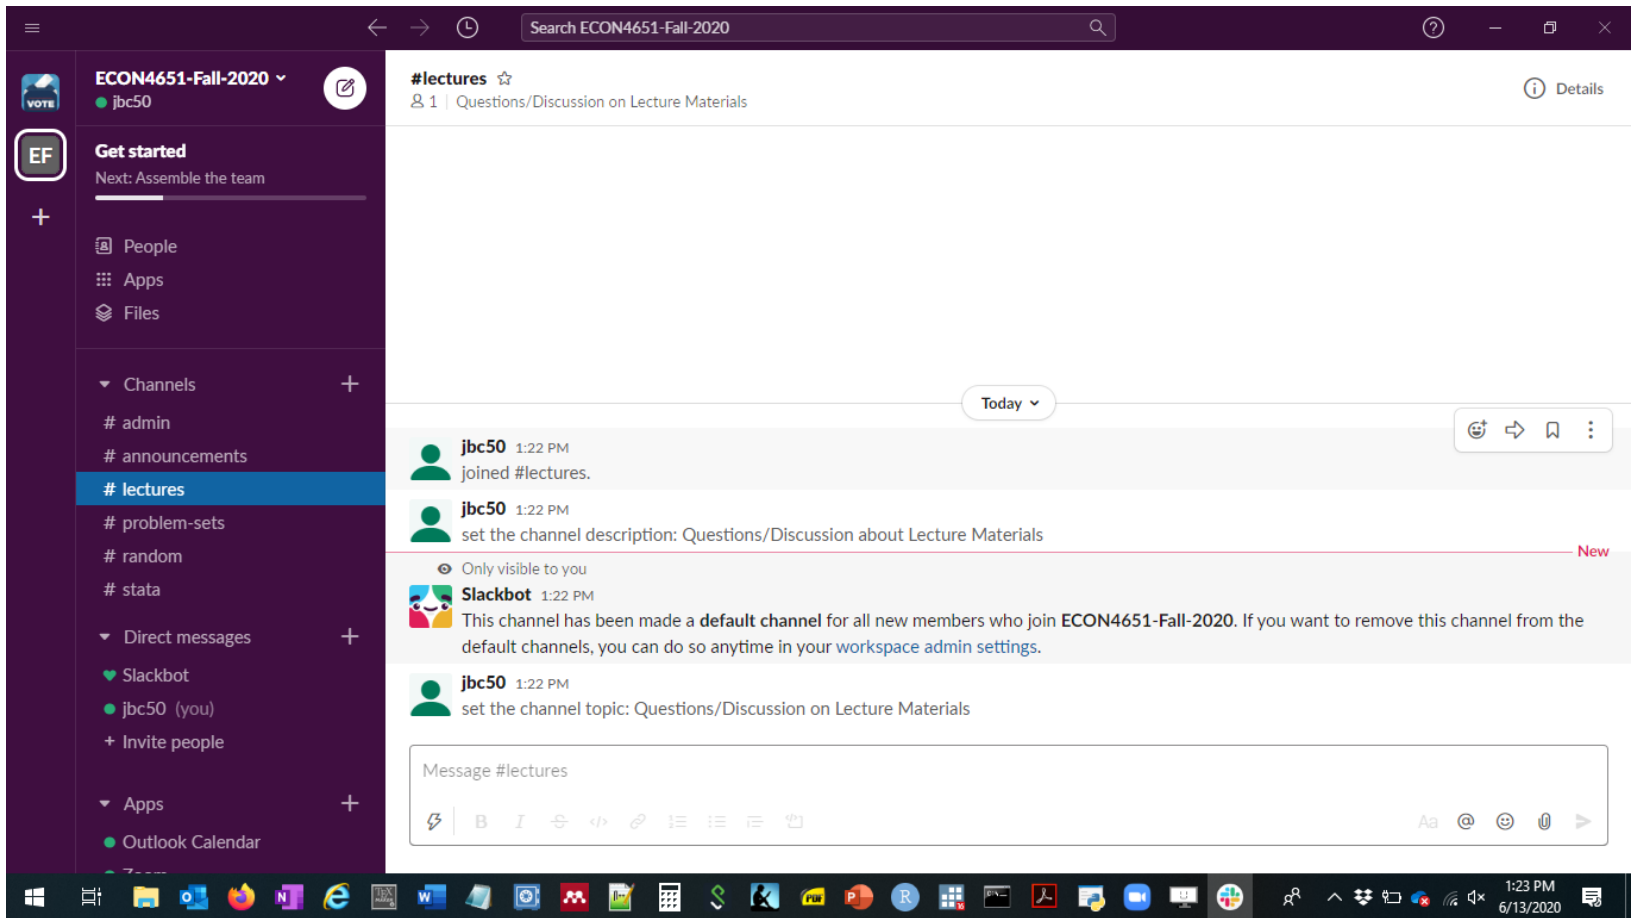 Search ECON4651-Fall-2020
VOTE
ECON4651-Fall-2020
jbc50
#lectures
1 | Questions/Discussion on Lecture Materials
Details
EF
Get started
Next: Assemble the team
People
Apps
Files
Channels
# admin
# announcements
# lectures
# problem-sets
# random
# stata
Direct messages
Slackbot
jbc50 (you)
+ Invite people
Apps
Outlook Calendar
Today
jbc50 1:22 PM
joined #lectures.
jbc50 1:22 PM
set the channel description: Questions/Discussion about Lecture Materials
New
Only visible to you
Slackbot 1:22 PM
This channel has been made a default channel for all new members who join ECON4651-Fall-2020. If you want to remove this channel from the
default channels, you can do so anytime in your workspace admin settings.
jbc50 1:22 PM
set the channel topic: Questions/Discussion on Lecture Materials
Message #lectures
B I S </>
Aa @
1:23 PM
6/13/2020